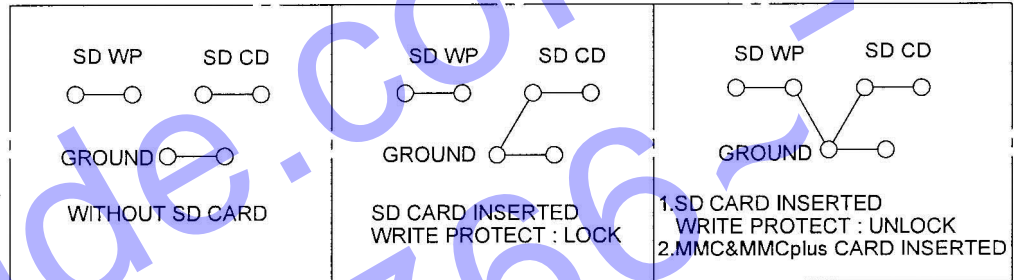 SD WP SD CD
GROUND
WITHOUT SD CARD
SD WP SD CD
GROUND
SD CARD INSERTED
WRITE PROTECT : LOCK
SD WP SD CD
GROUND
1.SD CARD INSERTED
WRITE PROTECT : UNLOCK
2.MMC&MMCplus CARD INSERTED